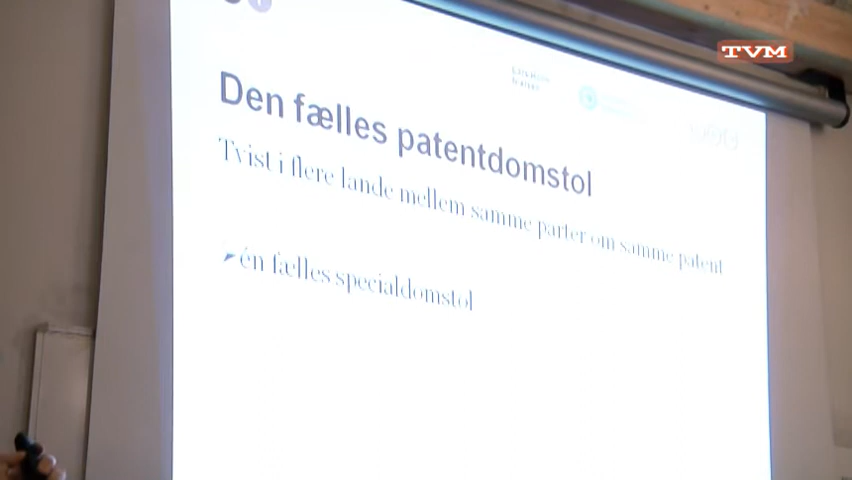 TVM
Den fælles patentdomstol
Tvist i flere lande mellem samme parter om samme patent
én fælles specialdomstol